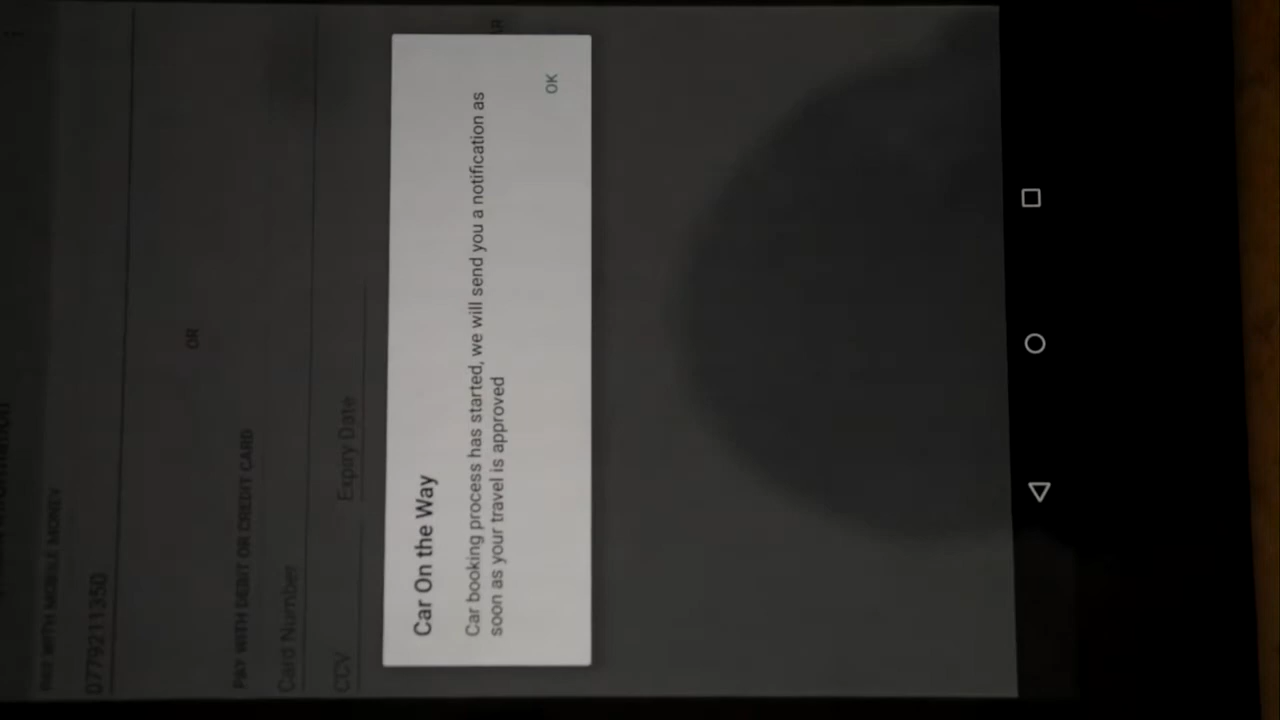 PAY WITH MOBILE MONEY
0779211350
OR
PAY WITH DEBIT OR CREDIT CARD
Card Number
CCV
Expiry Date
Car On the Way
Car booking process has started, we will send you a notification as
soon as your travel is approved
OK